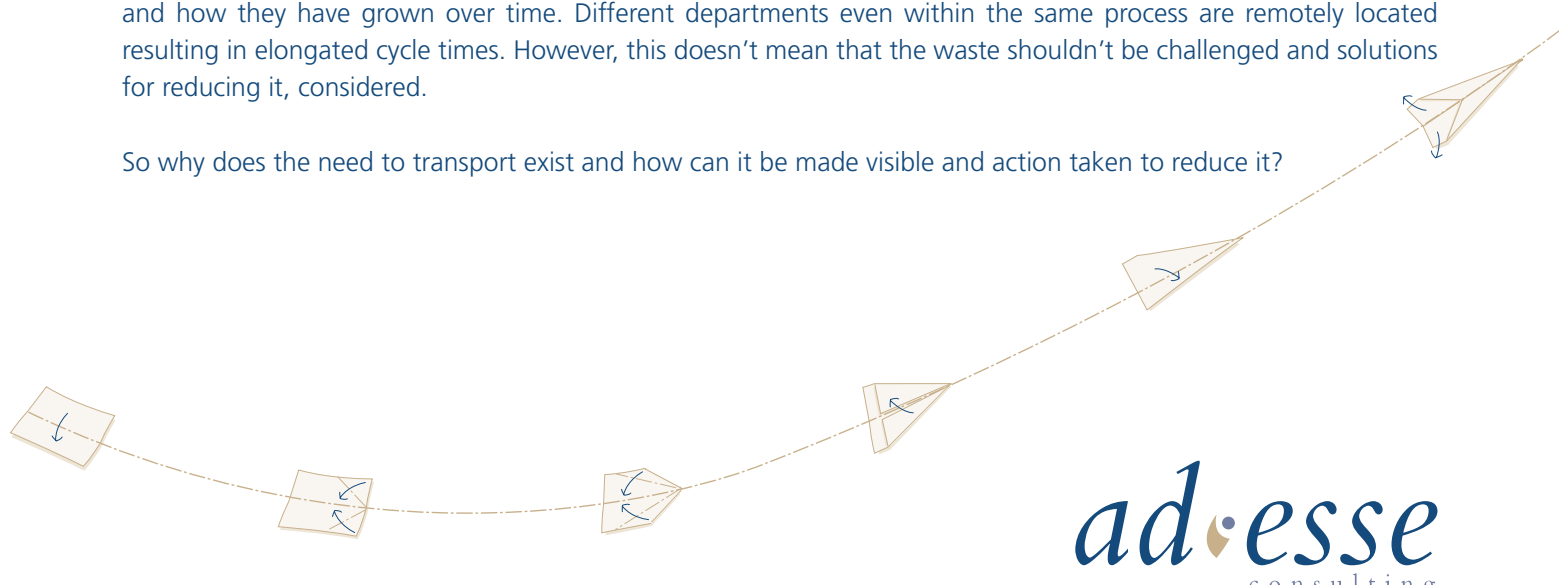 and how they have grown over time. Different departments even within the same process are remotely located
resulting in elongated cycle times. However, this doesn’t mean that the waste shouldn’t be challenged and solutions
for reducing it, considered.
So why does the need to transport exist and how can it be made visible and action taken to reduce it?
ad esse
consulting